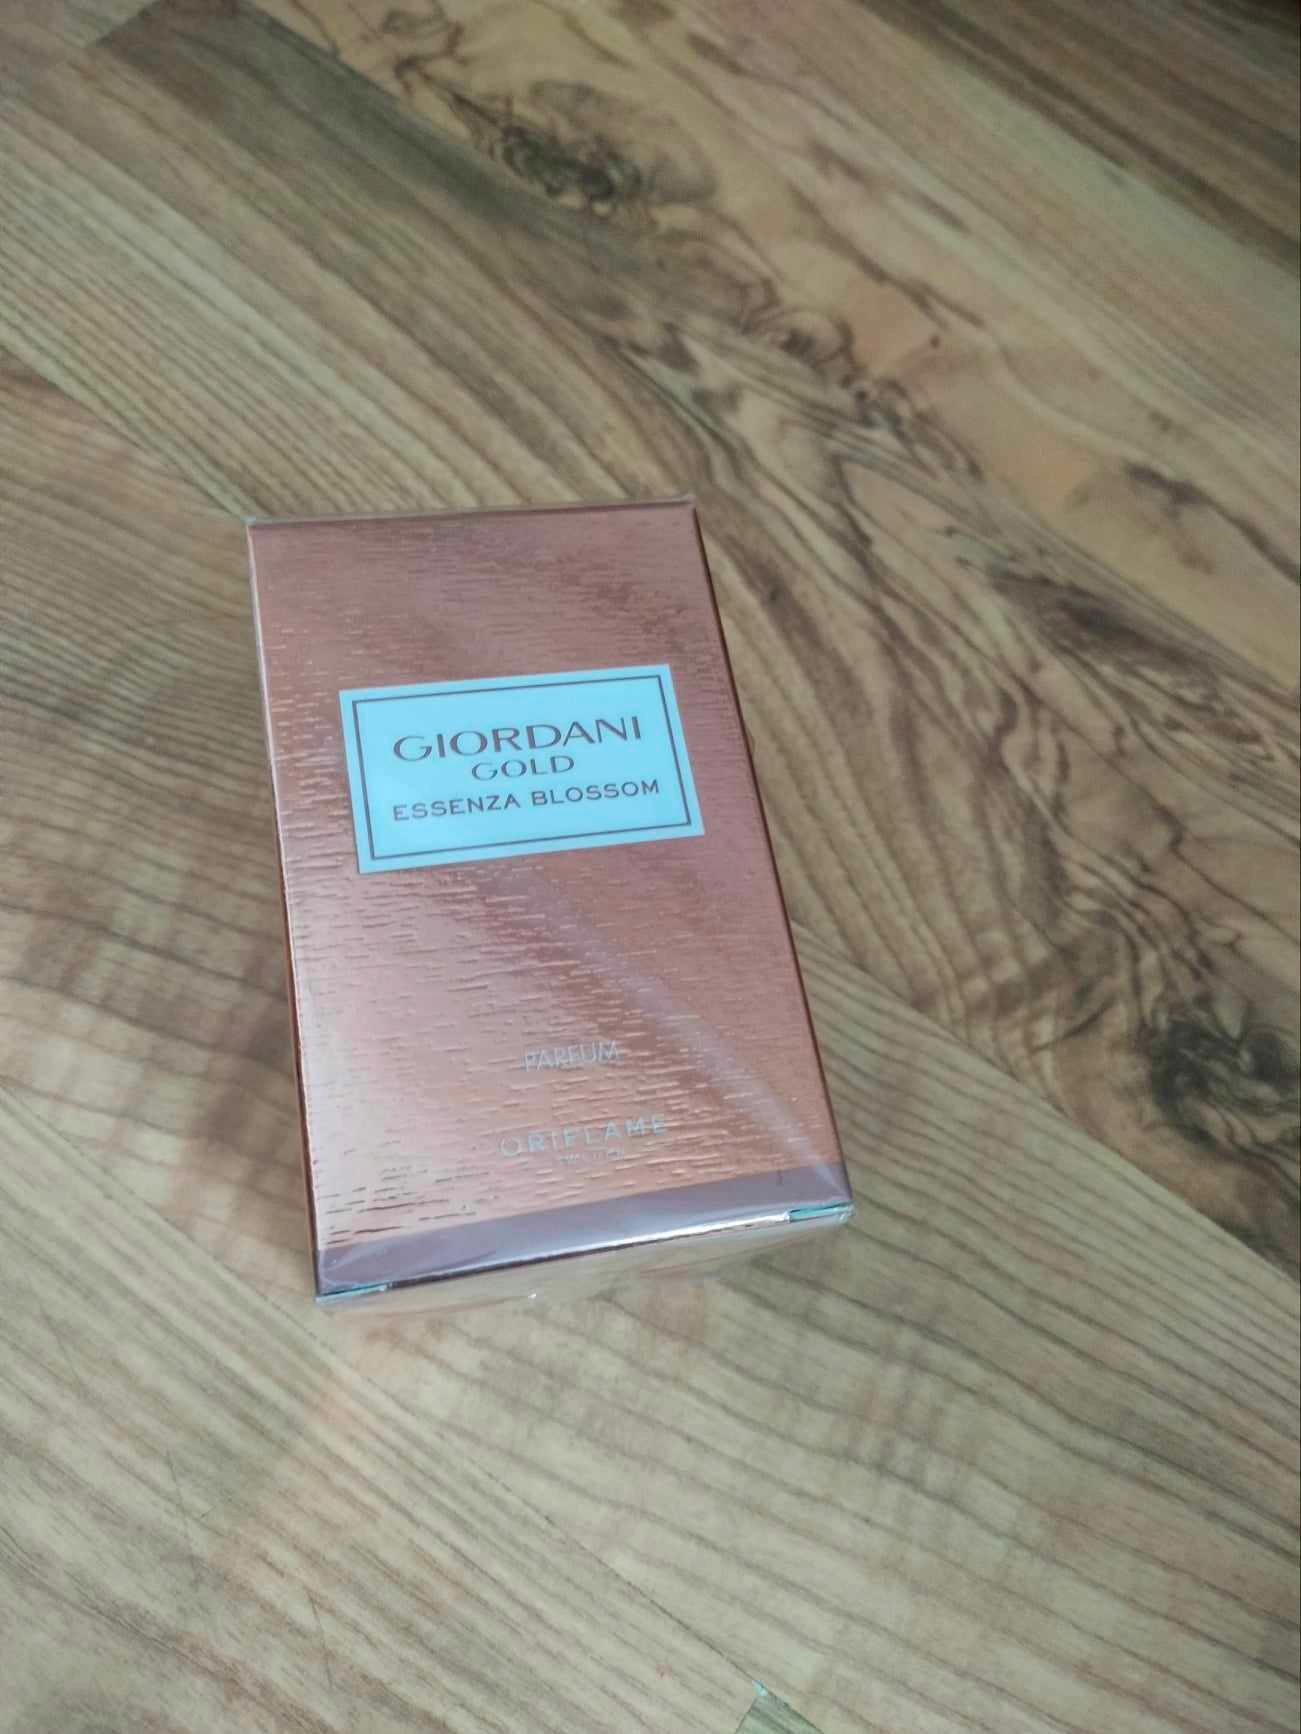 GIORDANI
GOLD
ESSENZA BLOSSOM
PARFUM
ORIFLAME